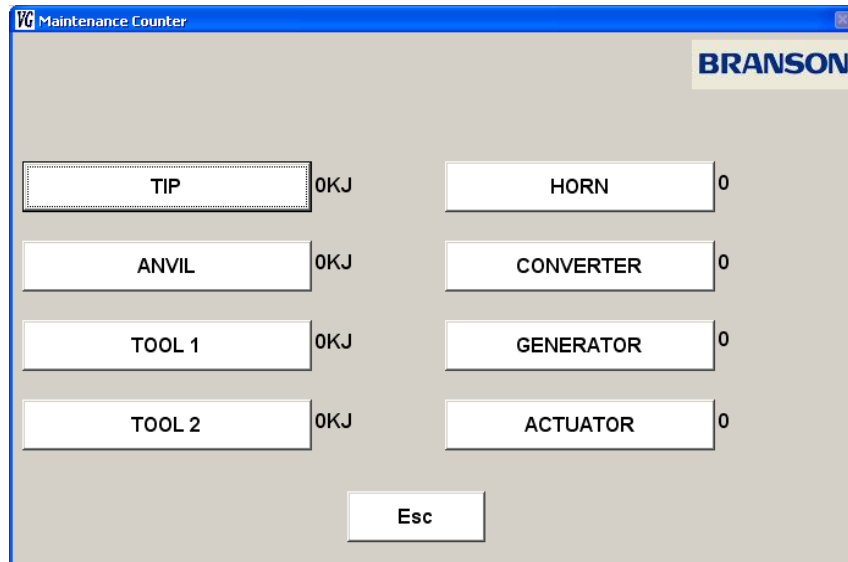 VG Maintenance Counter
BRANSON
TIP 0KJ HORN 0
ANVIL 0KJ CONVERTER 0
TOOL 1 0KJ GENERATOR 0
TOOL 2 0KJ ACTUATOR 0
Esc